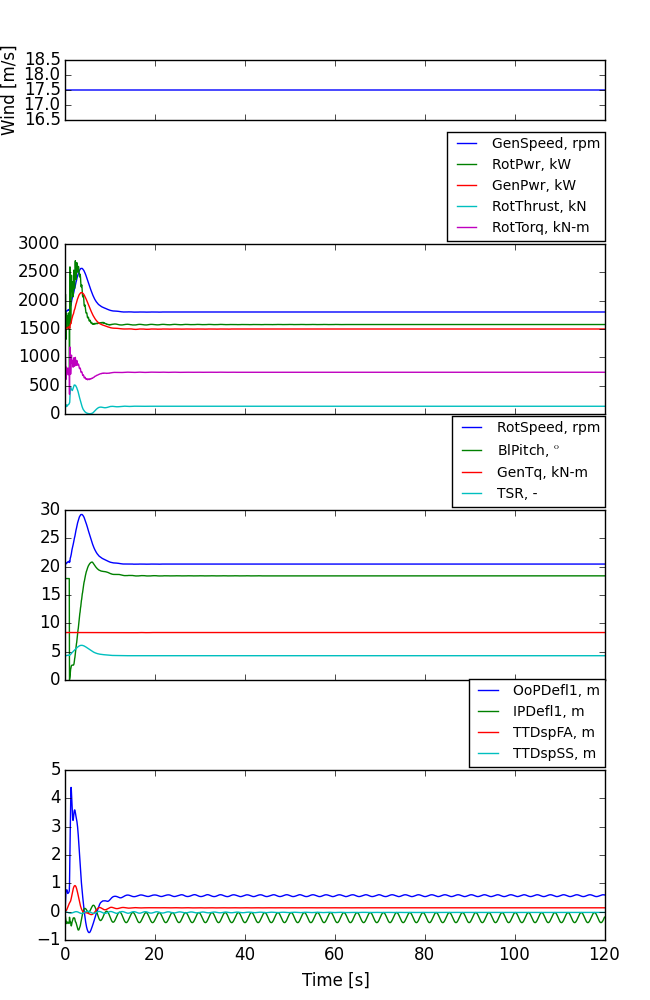 Wind [m/s]
18.5
18.0
17.5
17.0
16.5
GenSpeed, rpm
RotPwr, kW
GenPwr, kW
RotThrust, kN
RotTorq, kN-m
3000
2500
2000
1500
1000
500
0
RotSpeed, rpm
BlPitch, °
GenTq, kN-m
TSR, -
30
25
20
15
10
5
0
OoPDefl1, m
IPDefl1, m
TTDspFA, m
TTDspSS, m
5
4
3
2
1
0
−1
0 20 40 60 80 100 120
Time [s]